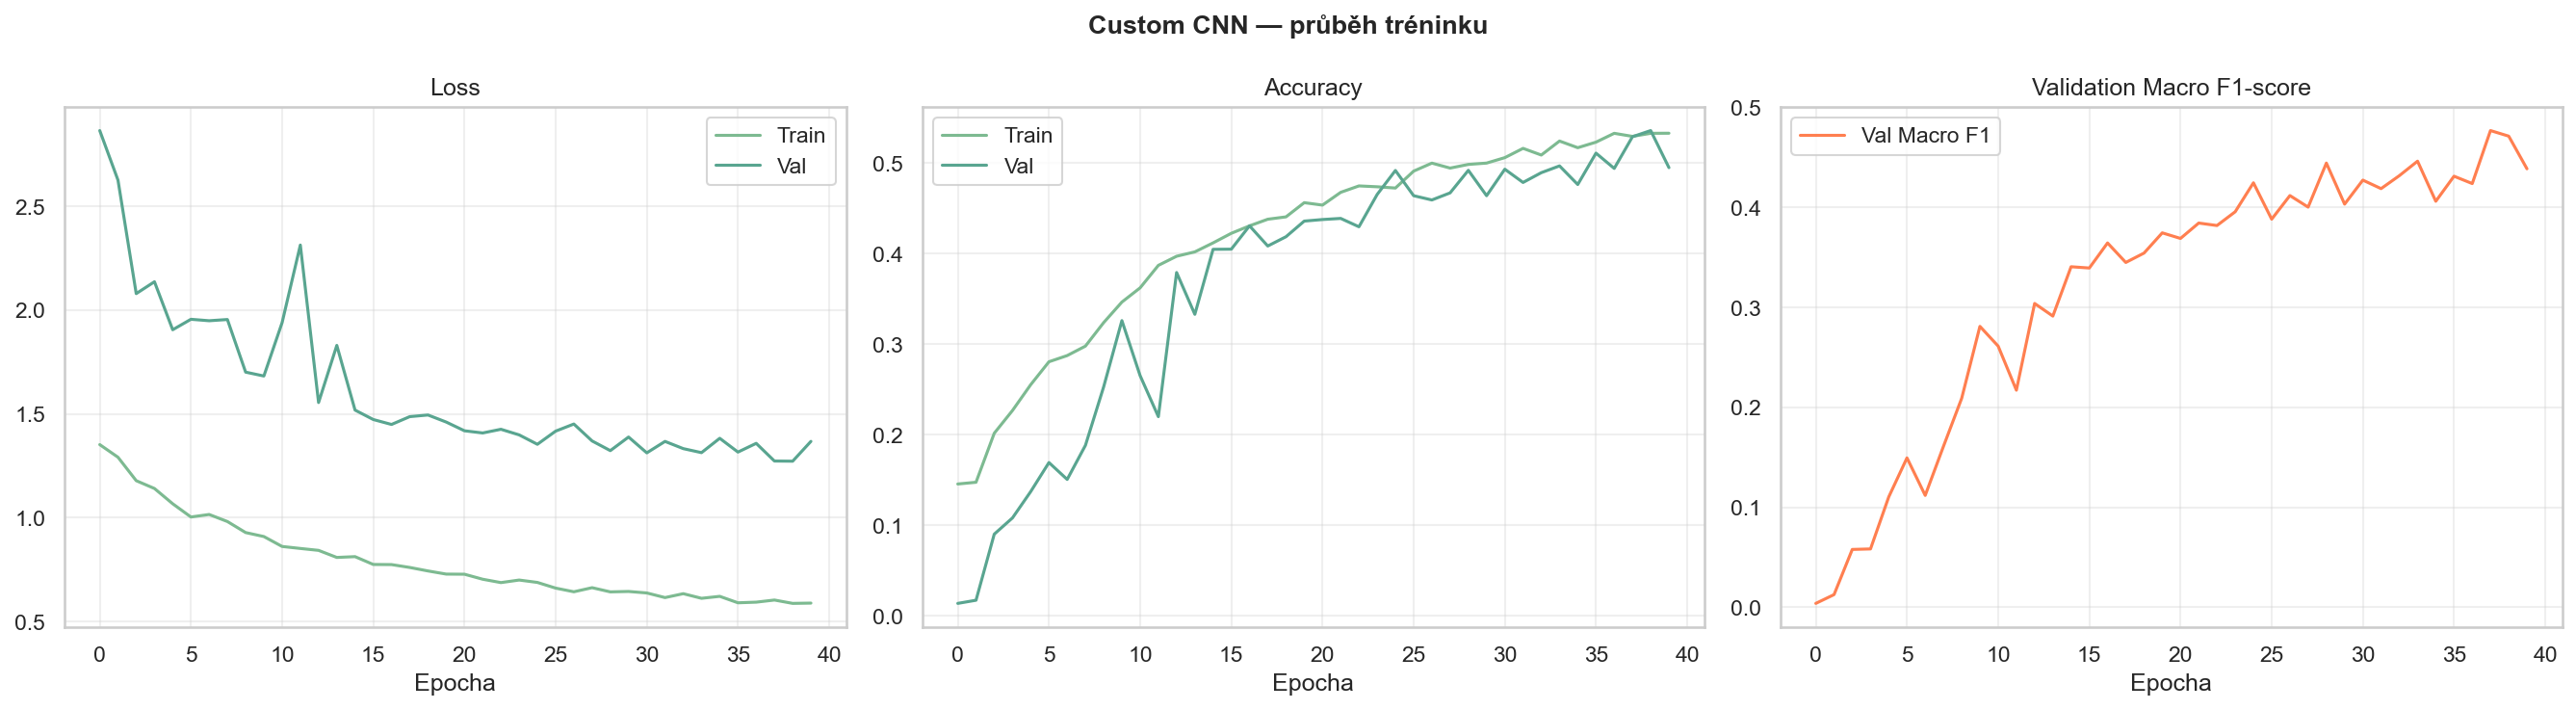 Custom CNN — průběh tréninku
Loss
Train
Val
2.5
2.0
1.5
1.0
0.5
0 5 10 15 20 25 30 35 40
Epocha
Accuracy
Train
Val
0.5
0.4
0.3
0.2
0.1
0.0
0 5 10 15 20 25 30 35 40
Epocha
Validation Macro F1-score
Val Macro F1
0.5
0.4
0.3
0.2
0.1
0.0
0 5 10 15 20 25 30 35 40
Epocha